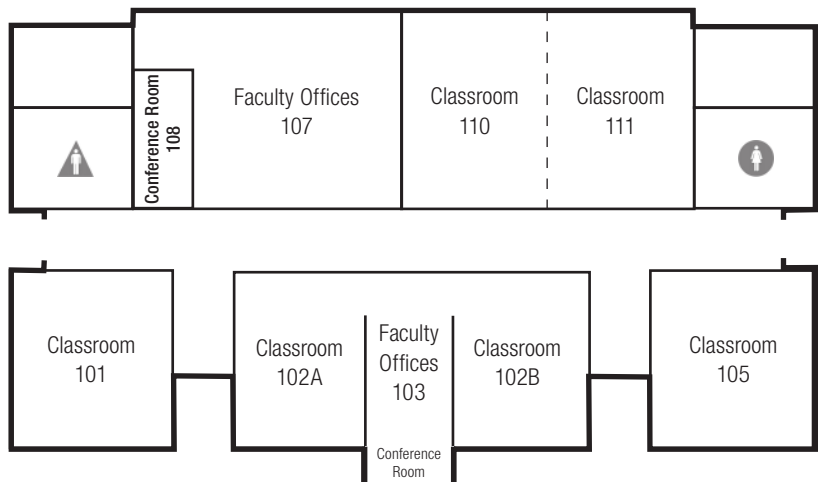 Conference Room
108
Faculty Offices
107
Classroom
110
Classroom
111
Classroom
101
Classroom
102A
Faculty
Offices
103
Classroom
102B
Classroom
105
Conference
Room